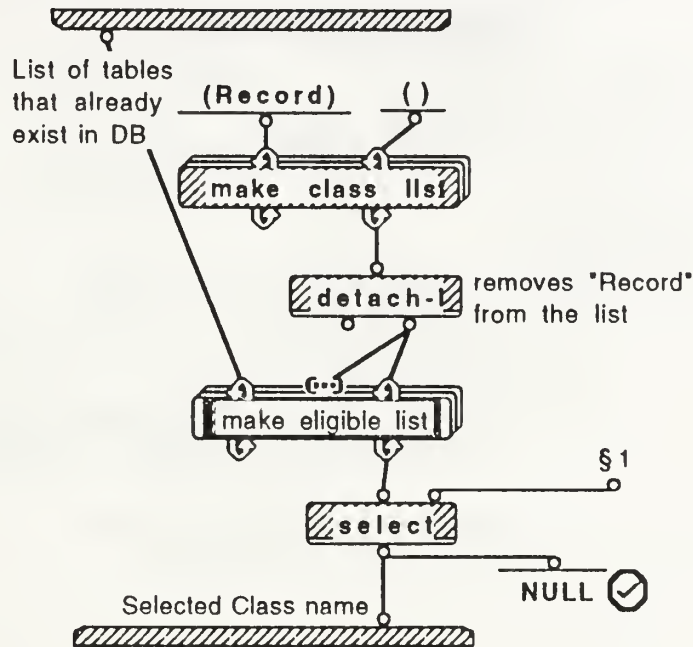 List of tables
that already
exist in DB
(Record)
( )
make class list
detach-l
removes "Record"
from the list
make eligible list
§1
select
NULL
Selected Class name